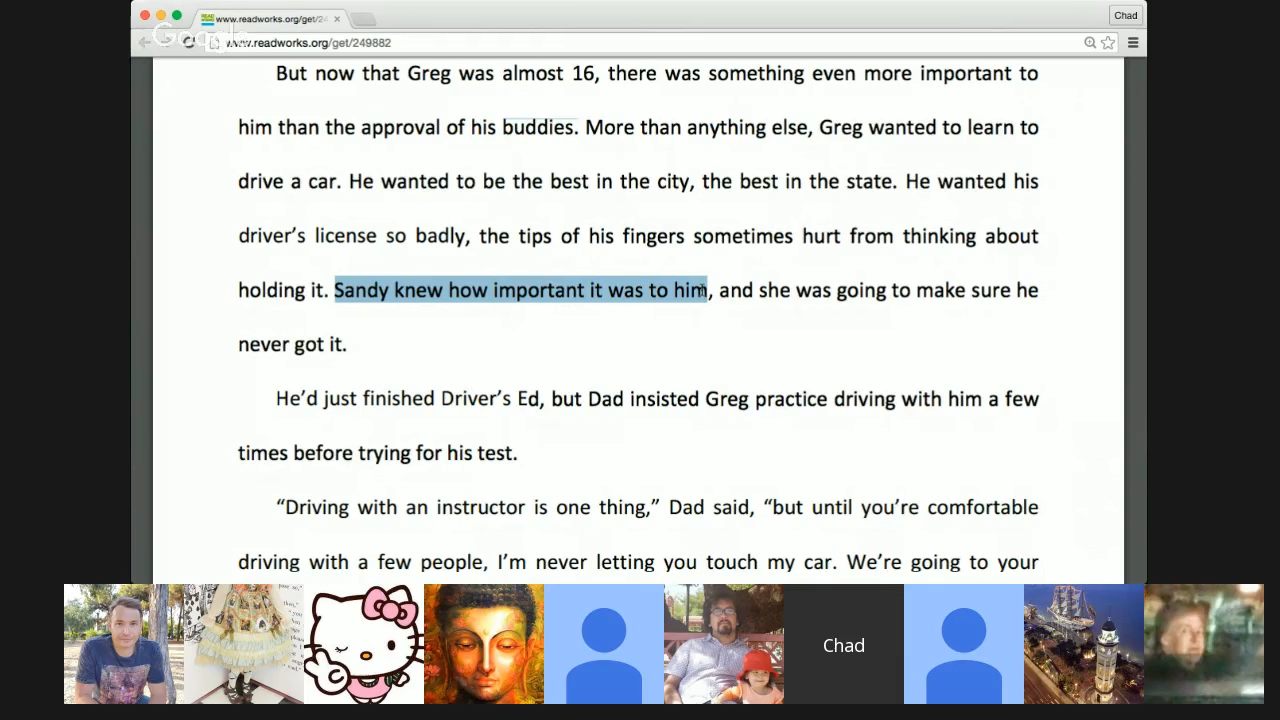 www.readworks.org/get/24
Chad
Google
www.readworks.org/get/249882
But now that Greg was almost 16, there was something even more important to
him than the approval of his buddies. More than anything else, Greg wanted to learn to
drive a car. He wanted to be the best in the city, the best in the state. He wanted his
driver’s license so badly, the tips of his fingers sometimes hurt from thinking about
holding it. Sandy knew how important it was to him, and she was going to make sure he
never got it.
He’d just finished Driver’s Ed, but Dad insisted Greg practice driving with him a few
times before trying for his test.
“Driving with an instructor is one thing,” Dad said, “but until you’re comfortable
driving with a few people, I’m never letting you touch my car. We’re going to your
Chad